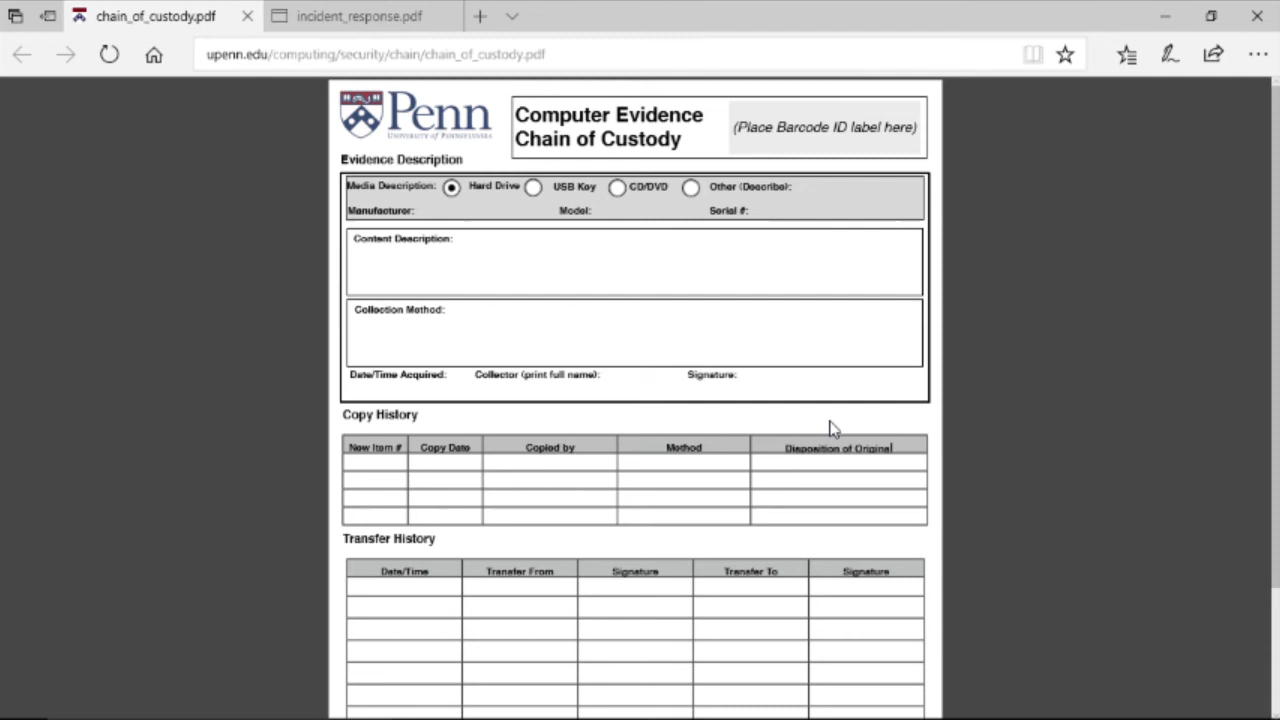 chain_of_custody.pdf
incident_response.pdf
upenn.edu/computing/security/chain/chain_of_custody.pdf
Penn
UNIVERSITY of PENNSYLVANIA
Computer Evidence
Chain of Custody
(Place Barcode ID label here)
Evidence Description
Media Description: Hard Drive USB Key CD/DVD Other (Describe):
Manufacturer: Model: Serial #:
Content Description:
Collection Method:
Date/Time Acquired: Collector (print full name): Signature:
Copy History
New Item # Copy Date Copied by Method Disposition of Original
Transfer History
Date/Time Transfer From Signature Transfer To Signature